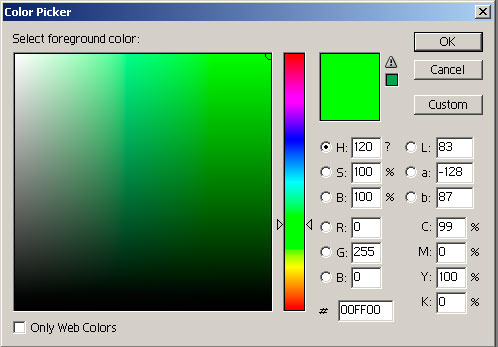 Color Picker
Select foreground color:
OK
Cancel
Custom
H: 120 ?
L: 83
S: 100 %
a: -128
B: 100 %
b: 87
R: 0
C: 99 %
G: 255
M: 0 %
B: 0
Y: 100 %
# 00FF00
K: 0 %
Only Web Colors